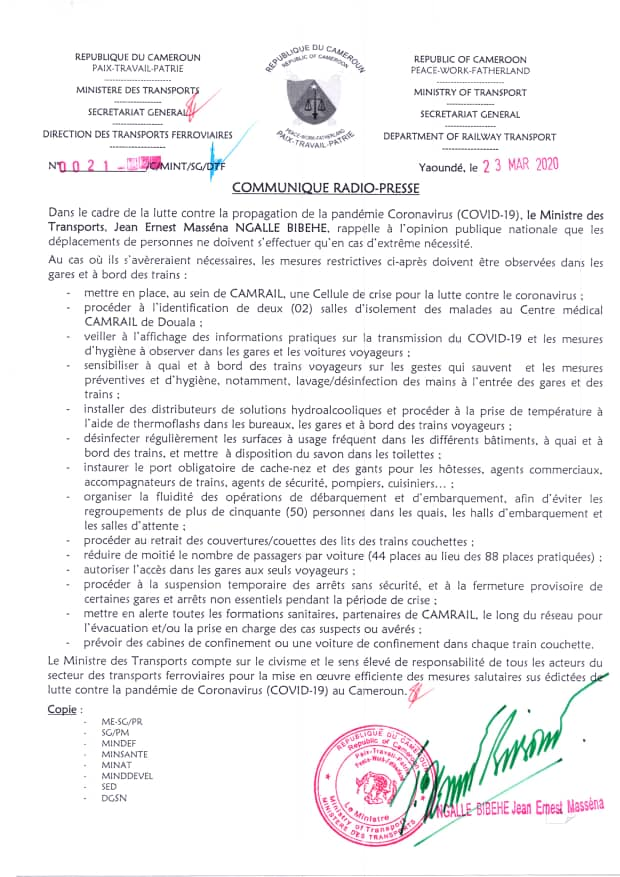 REPUBLIQUE DU CAMEROUN
PAIX-TRAVAIL-PATRIE
MINISTERE DES TRANSPORTS
SECRETARIAT GENERAL
DIRECTION DES TRANSPORTS FERROVIAIRES
N° 0021 - /C/MINT/SG/DTF
REPUBLIQUE DU CAMEROUN
REPUBLIC OF CAMEROON
PEACE-WORK-FATHERLAND
PAIX-TRAVAIL-PATRIE
REPUBLIC OF CAMEROON
PEACE-WORK-FATHERLAND
MINISTRY OF TRANSPORT
SECRETARIAT GENERAL
DEPARTMENT OF RAILWAY TRANSPORT
Yaoundé, le 23 MAR 2020
COMMUNIQUE RADIO-PRESSE
Dans le cadre de la lutte contre la propagation de la pandémie Coronavirus (COVID-19), le Ministre des
Transports, Jean Ernest Masséna NGALLE BIBEHE, rappelle à l'opinion publique nationale que les
déplacements de personnes ne doivent s'effectuer qu'en cas d'extrême nécessité.
Au cas où ils s'avèreraient nécessaires, les mesures restrictives ci-après doivent être observées dans les
gares et à bord des trains :
- mettre en place, au sein de CAMRAIL, une Cellule de crise pour la lutte contre le coronavirus ;
- procéder à l'identification de deux (02) salles d'isolement des malades au Centre médical
CAMRAIL de Douala ;
- veiller à l'affichage des informations pratiques sur la transmission du COVID-19 et les mesures
d'hygiène à observer dans les gares et les voitures voyageurs ;
- sensibiliser à quai et à bord des trains voyageurs sur les gestes qui sauvent et les mesures
préventives et d'hygiène, notamment, lavage/désinfection des mains à l'entrée des gares et des
trains ;
- installer des distributeurs de solutions hydroalcooliques et procéder à la prise de température à
l'aide de thermoflashs dans les bureaux, les gares et à bord des trains voyageurs ;
- désinfecter régulièrement les surfaces à usage fréquent dans les différents bâtiments, à quai et à
bord des trains, et mettre à disposition du savon dans les toilettes ;
- instaurer le port obligatoire de cache-nez et des gants pour les hôtesses, agents commerciaux,
accompagnateurs de trains, agents de sécurité, pompiers, cuisiniers… ;
- organiser la fluidité des opérations de débarquement et d'embarquement, afin d'éviter les
regroupements de plus de cinquante (50) personnes dans les quais, les halls d'embarquement et
les salles d'attente ;
- procéder au retrait des couvertures/couettes des lits des trains couchettes ;
- réduire de moitié le nombre de passagers par voiture (44 places au lieu des 88 places pratiquées) ;
- autoriser l'accès dans les gares aux seuls voyageurs ;
- procéder à la suspension temporaire des arrêts sans sécurité, et à la fermeture provisoire de
certaines gares et arrêts non essentiels pendant la période de crise ;
- mettre en alerte toutes les formations sanitaires, partenaires de CAMRAIL, le long du réseau pour
l'évacuation et/ou la prise en charge des cas suspects ou avérés ;
- prévoir des cabines de confinement ou une voiture de confinement dans chaque train couchette.
Le Ministre des Transports compte sur le civisme et le sens élevé de responsabilité de tous les acteurs du
secteur des transports ferroviaires pour la mise en œuvre efficiente des mesures salutaires sus édictées de
lutte contre la pandémie de Coronavirus (COVID-19) au Cameroun.
Copie :
- ME-SG/PR
- SG/PM
- MINDEF
- MINSANTE
- MINAT
- MINDDEVEL
- SED
- DGSN
REPUBLIQUE DU CAMEROUN
Republic of Cameroon
Paix-Travail-Patrie
Peace-Work-Fatherland
Le Ministre
Ministry of Transport
MINISTERE DES TRANSPORTS
NGALLE BIBEHE Jean Ernest Masséna